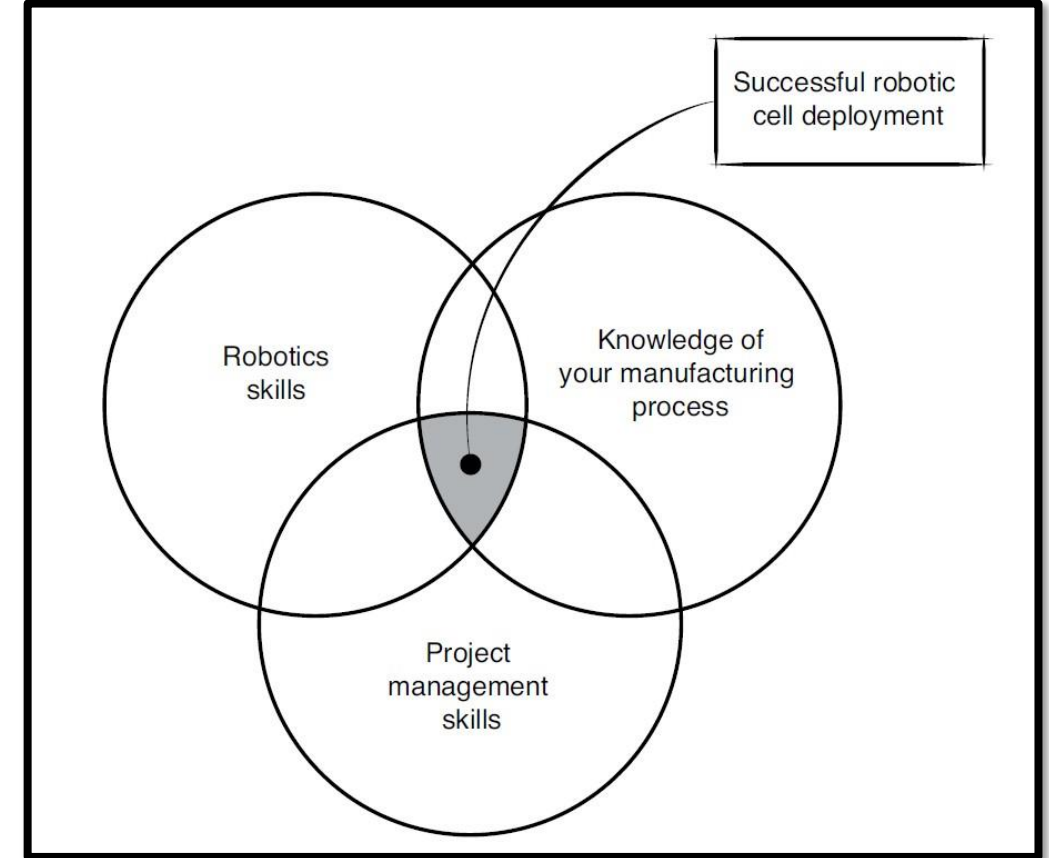 Successful robotic
cell deployment
Robotics
skills
Knowledge of
your manufacturing
process
Project
management
skills